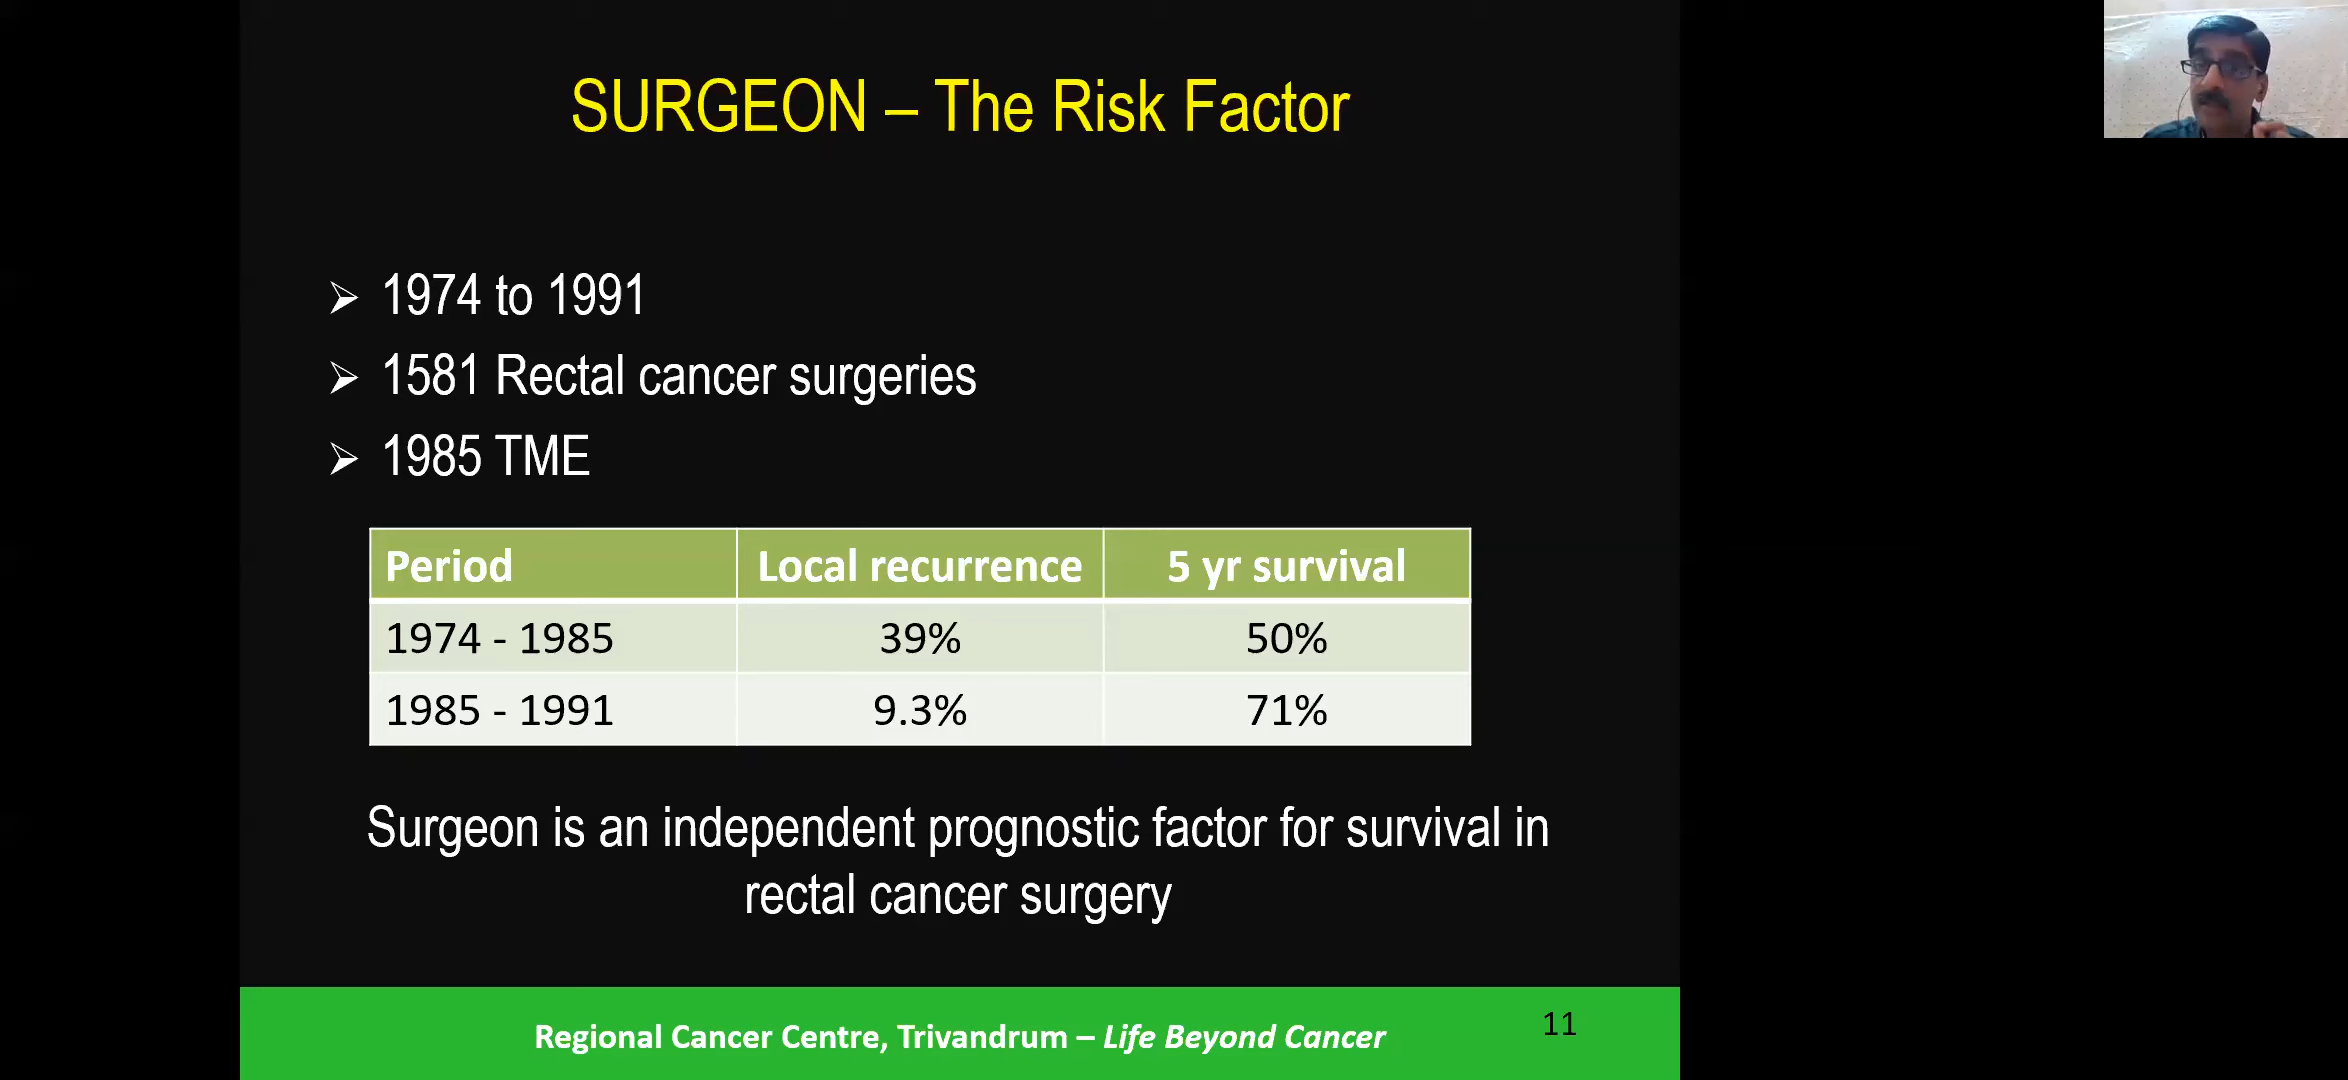 SURGEON – The Risk Factor
➢ 1974 to 1991
➢ 1581 Rectal cancer surgeries
➢ 1985 TME
Period Local recurrence 5 yr survival
1974 - 1985 39% 50%
1985 - 1991 9.3% 71%
Surgeon is an independent prognostic factor for survival in
rectal cancer surgery
Regional Cancer Centre, Trivandrum – Life Beyond Cancer 11